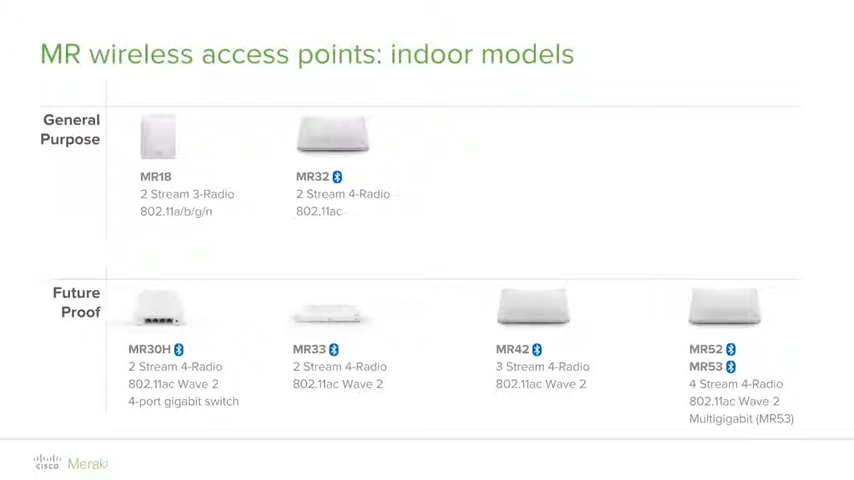 MR wireless access points: indoor models
General
Purpose
MR18
2 Stream 3-Radio
802.11a/b/g/n
MR32
2 Stream 4-Radio
802.11ac
Future
Proof
MR30H
2 Stream 4-Radio
802.11ac Wave 2
4-port gigabit switch
MR33
2 Stream 4-Radio
802.11ac Wave 2
MR42
3 Stream 4-Radio
802.11ac Wave 2
MR52
MR53
4 Stream 4-Radio
802.11ac Wave 2
Multigigabit (MR53)
cisco Meraki